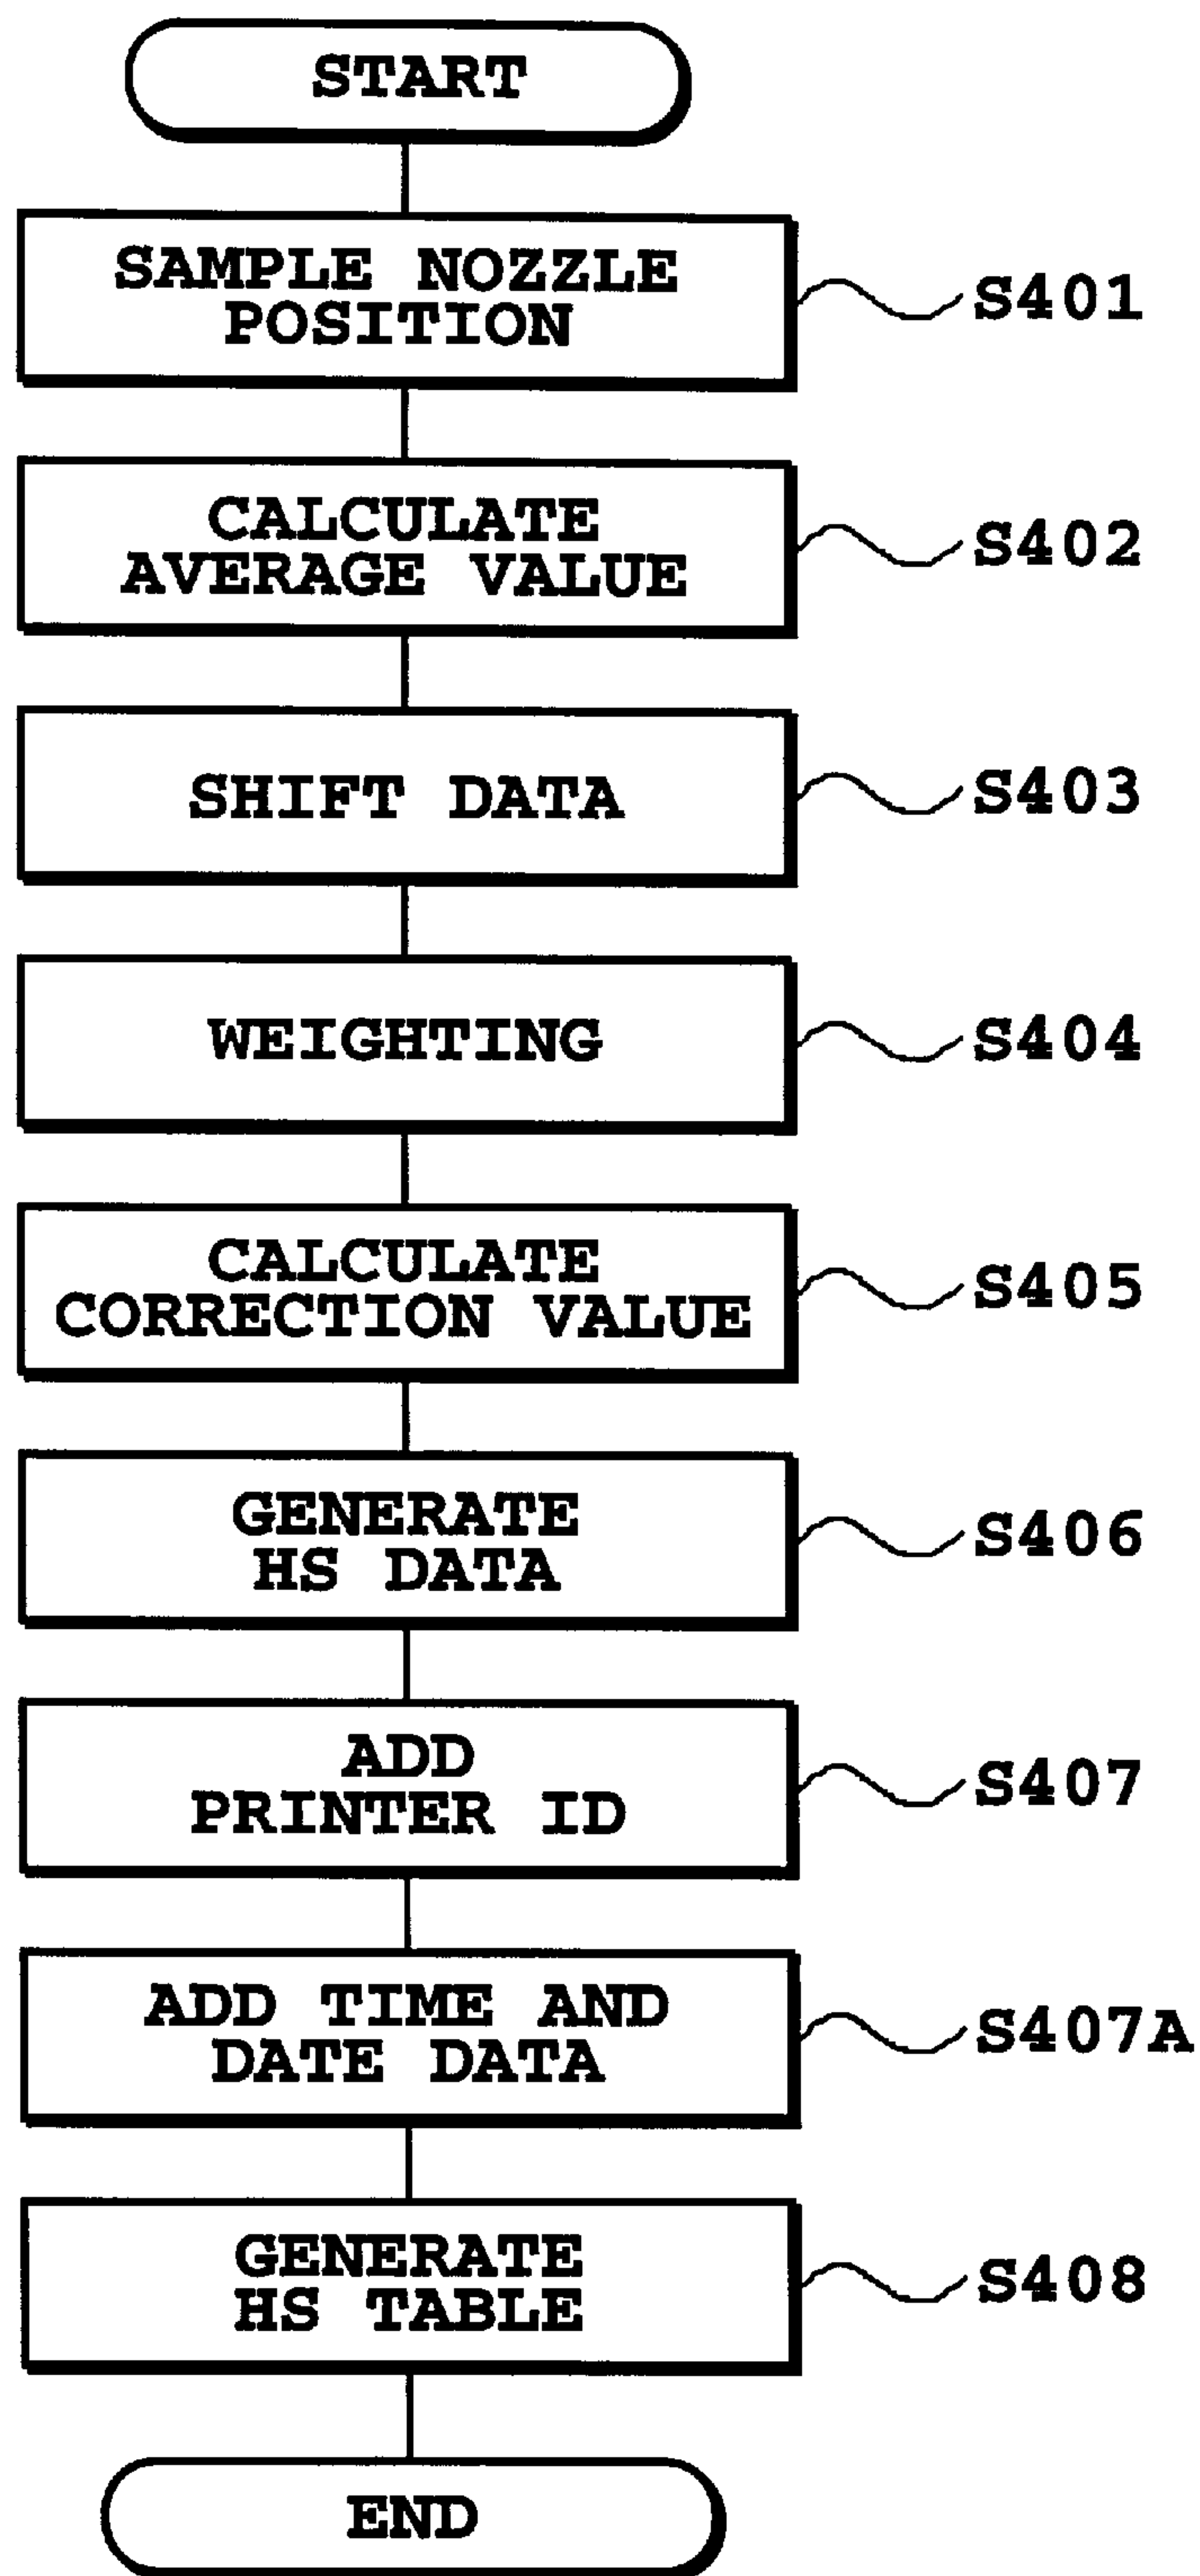 START
SAMPLE NOZZLE
POSITION
S401
CALCULATE
AVERAGE VALUE
S402
SHIFT DATA
S403
WEIGHTING
S404
CALCULATE
CORRECTION VALUE
S405
GENERATE
HS DATA
S406
ADD
PRINTER ID
S407
ADD TIME AND
DATE DATA
S407A
GENERATE
HS TABLE
S408
END